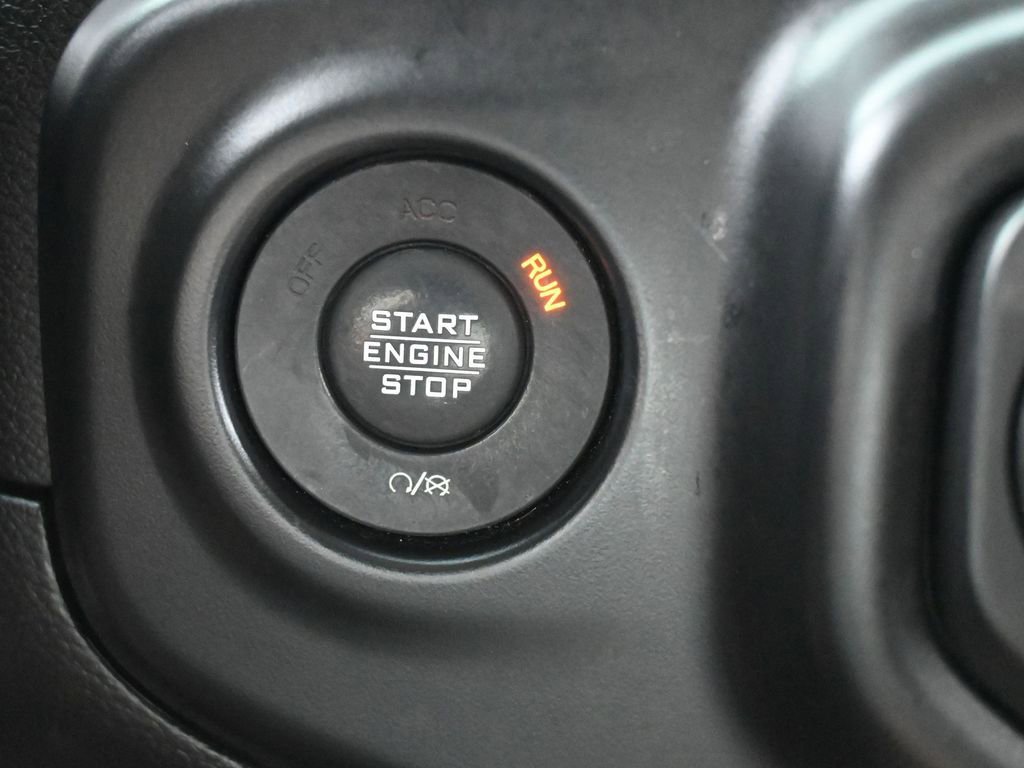 ACC
OFF
RUN
START
ENGINE
STOP